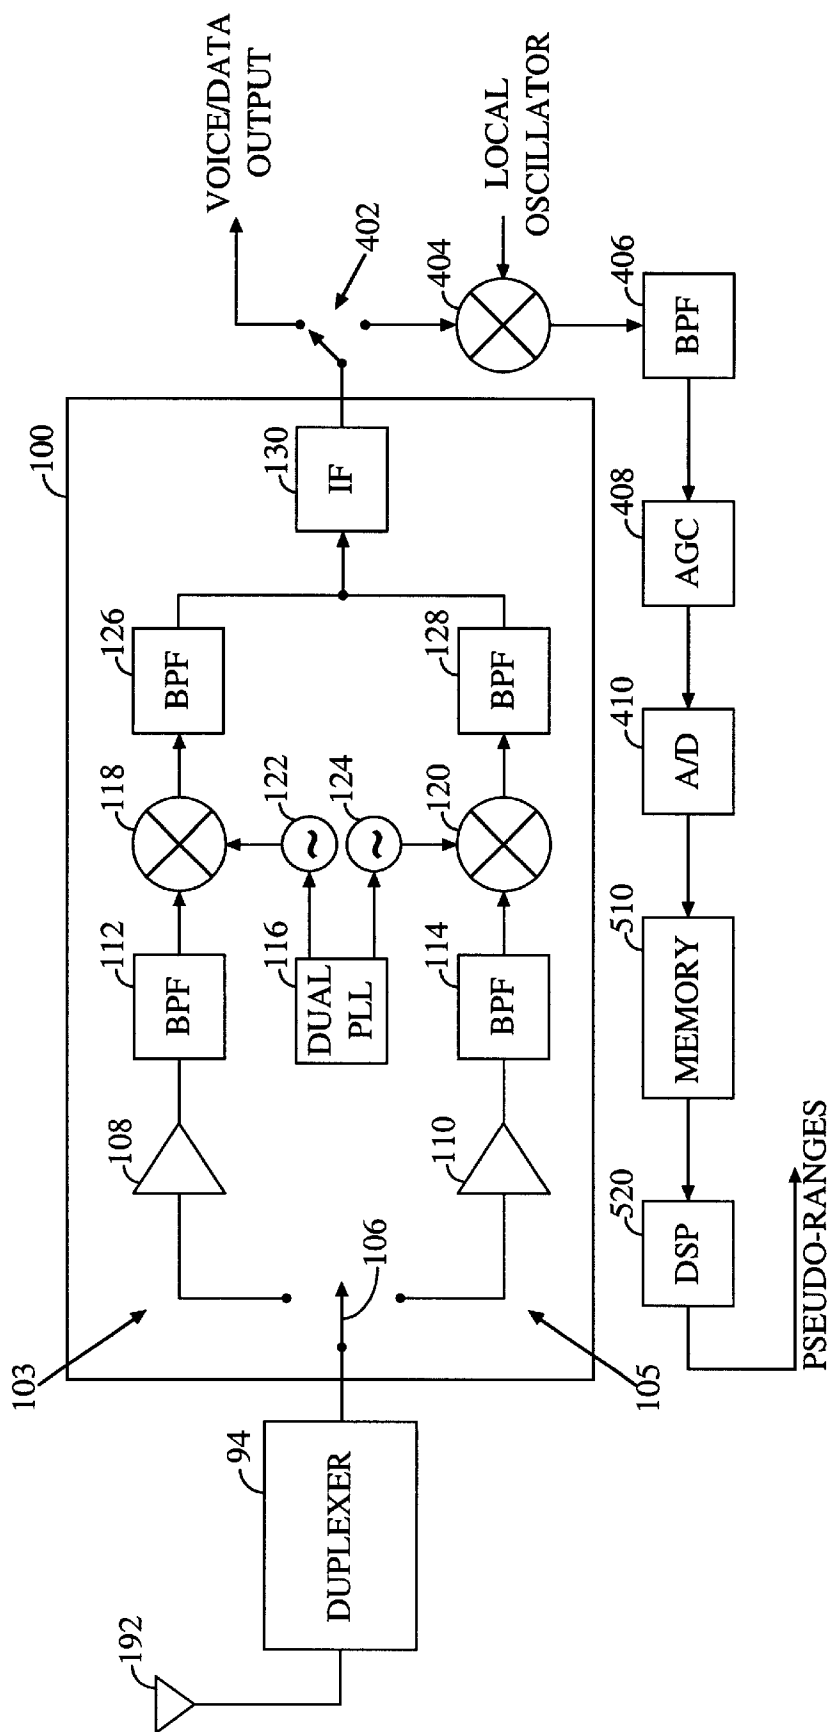 192
94
DUPLEXER
100
103
105
106
108
110
112
BPF
114
BPF
116
DUAL
PLL
118
122
124
120
126
BPF
128
BPF
130
IF
402
VOICE/DATA
OUTPUT
404
LOCAL
OSCILLATOR
406
BPF
408
AGC
410
A/D
510
MEMORY
520
DSP
PSEUDO-RANGES